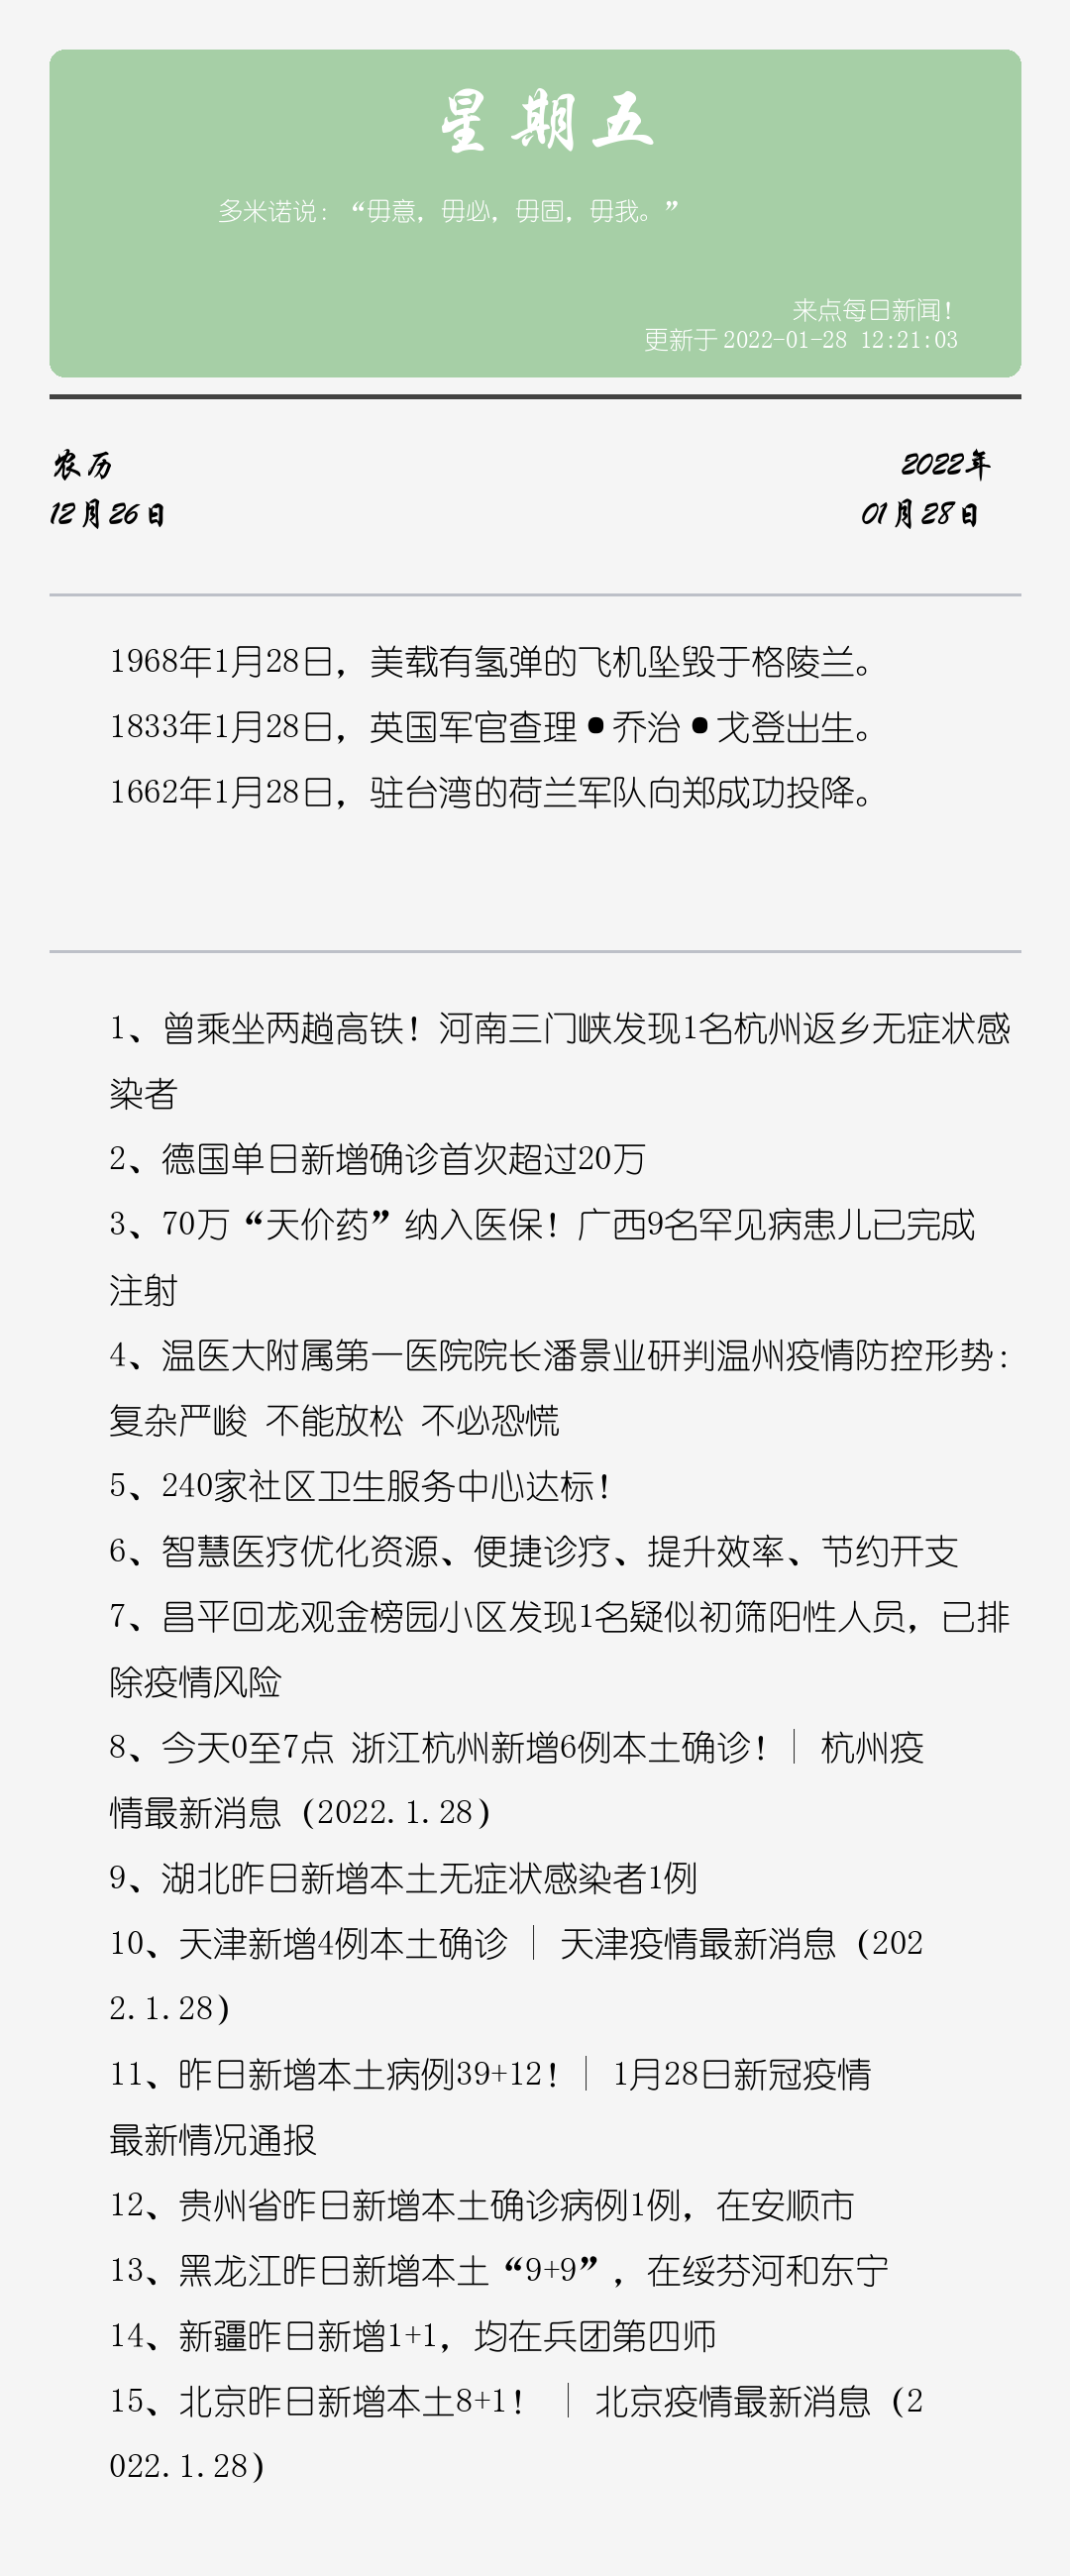 星期五
多米诺说：“毋意，毋必，毋固，毋我。”
来点每日新闻！
更新于 2022-01-28 12:21:03
农历
2022年
12月26日
01月28日
1968年1月28日，美载有氢弹的飞机坠毁于格陵兰。
1833年1月28日，英国军官查理•乔治•戈登出生。
1662年1月28日，驻台湾的荷兰军队向郑成功投降。
1、曾乘坐两趟高铁！河南三门峡发现1名杭州返乡无症状感
染者
2、德国单日新增确诊首次超过20万
3、70万“天价药”纳入医保！广西9名罕见病患儿已完成
注射
4、温医大附属第一医院院长潘景业研判温州疫情防控形势：
复杂严峻 不能放松 不必恐慌
5、240家社区卫生服务中心达标！
6、智慧医疗优化资源、便捷诊疗、提升效率、节约开支
7、昌平回龙观金榜园小区发现1名疑似初筛阳性人员，已排
除疫情风险
8、今天0至7点 浙江杭州新增6例本土确诊！│ 杭州疫
情最新消息（2022.1.28）
9、湖北昨日新增本土无症状感染者1例
10、天津新增4例本土确诊 │ 天津疫情最新消息（202
2.1.28）
11、昨日新增本土病例39+12！│ 1月28日新冠疫情
最新情况通报
12、贵州省昨日新增本土确诊病例1例，在安顺市
13、黑龙江昨日新增本土“9+9”，在绥芬河和东宁
14、新疆昨日新增1+1，均在兵团第四师
15、北京昨日新增本土8+1！ │ 北京疫情最新消息（2
022.1.28）